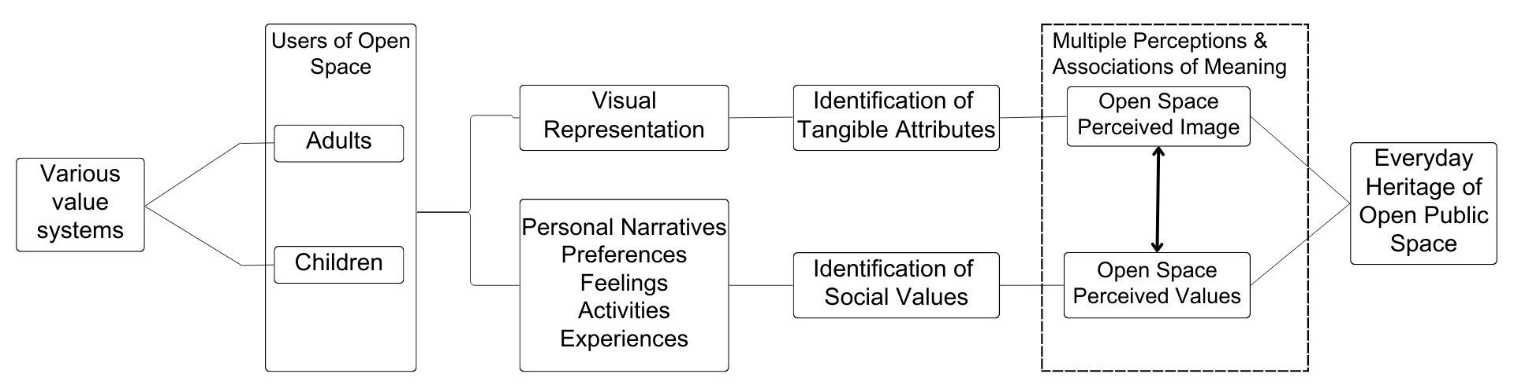 Various
value
systems
Users of Open
Space
Adults
Children
Visual
Representation
Personal Narratives
Preferences
Feelings
Activities
Experiences
Identification of
Tangible Attributes
Identification of
Social Values
Multiple Perceptions &
Associations of Meaning
Open Space
Perceived Image
Open Space
Perceived Values
Everyday
Heritage of
Open Public
Space